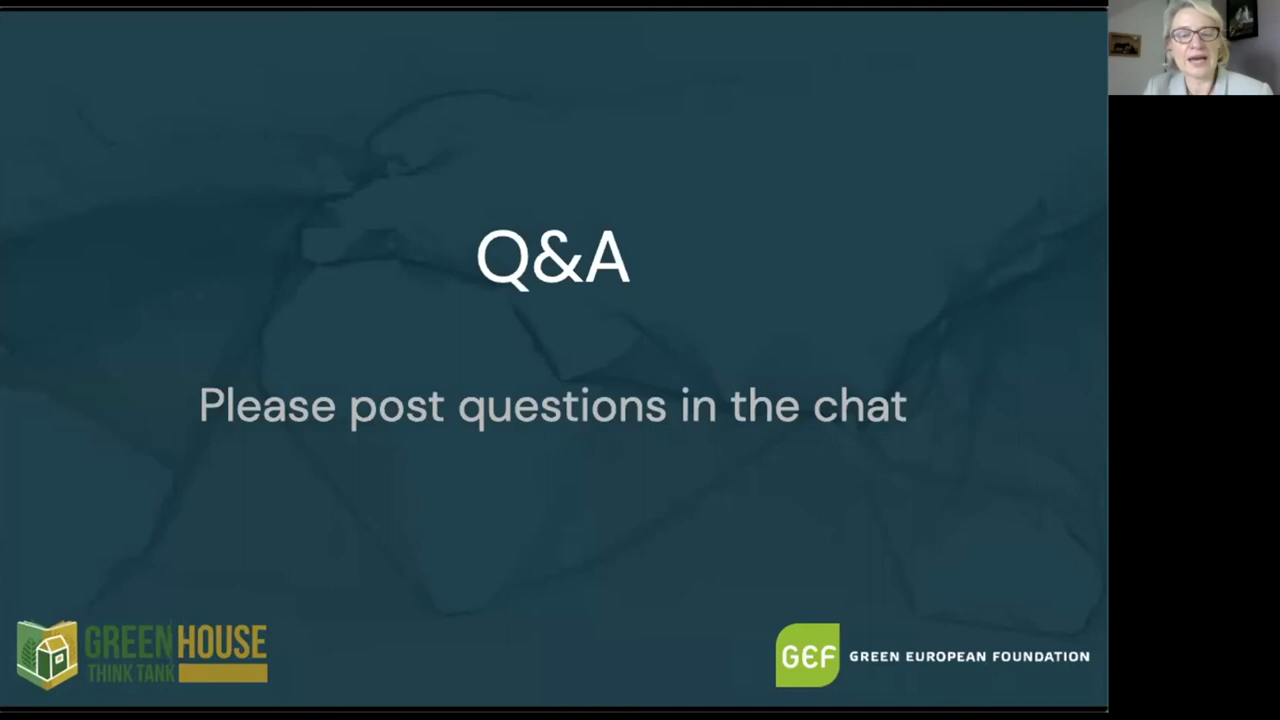 Q&A
Please post questions in the chat
GREEN HOUSE
THINK TANK
GEF GREEN EUROPEAN FOUNDATION